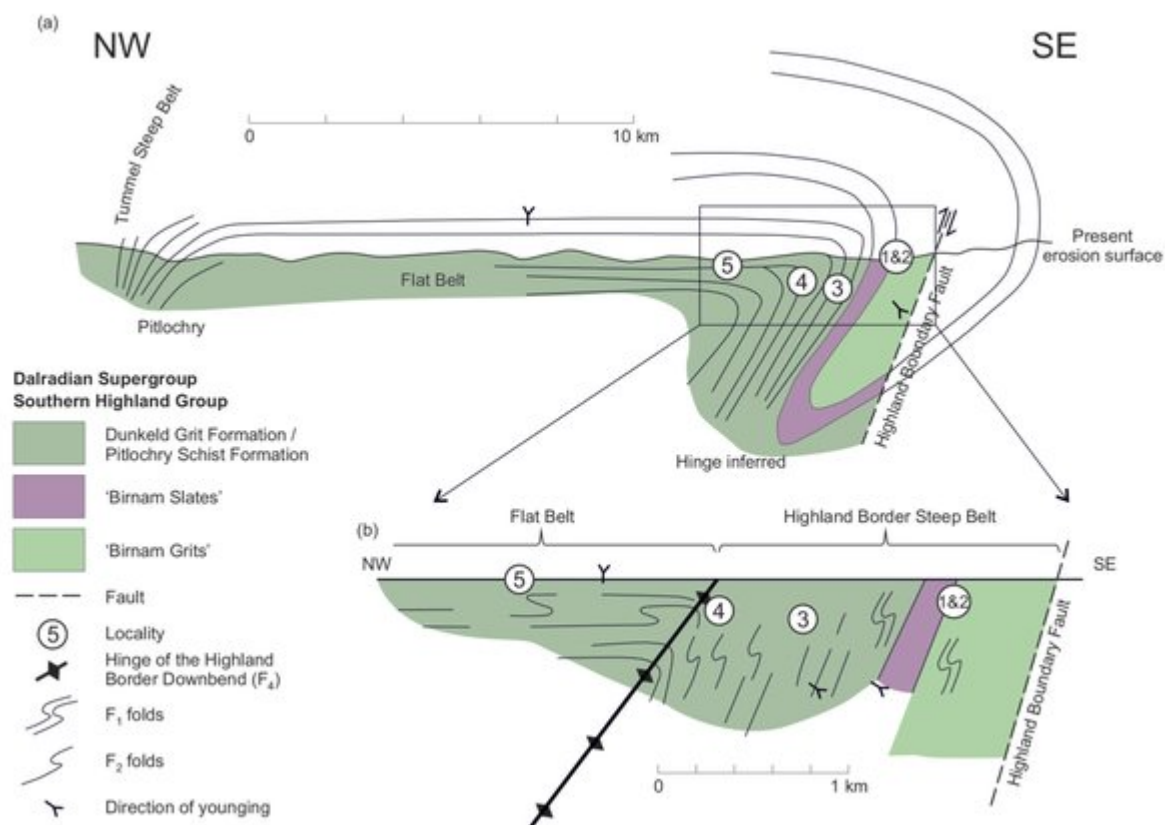 (a)
NW
SE
Tummel Steep Belt
0
10 km
Present
erosion surface
5
4
3
1&2
Flat Belt
Pitlochry
Highland Boundary Fault
Hinge inferred
Dalradian Supergroup
Southern Highland Group
Dunkeld Grit Formation /
Pitlochry Schist Formation
'Birnam Slates'
'Birnam Grits'
Fault
5
Locality
Hinge of the Highland
Border Downbend (F4)
F1 folds
F2 folds
Direction of younging
(b)
Flat Belt
Highland Border Steep Belt
NW
SE
5
4
3
1&2
Highland Boundary Fault
0
1 km